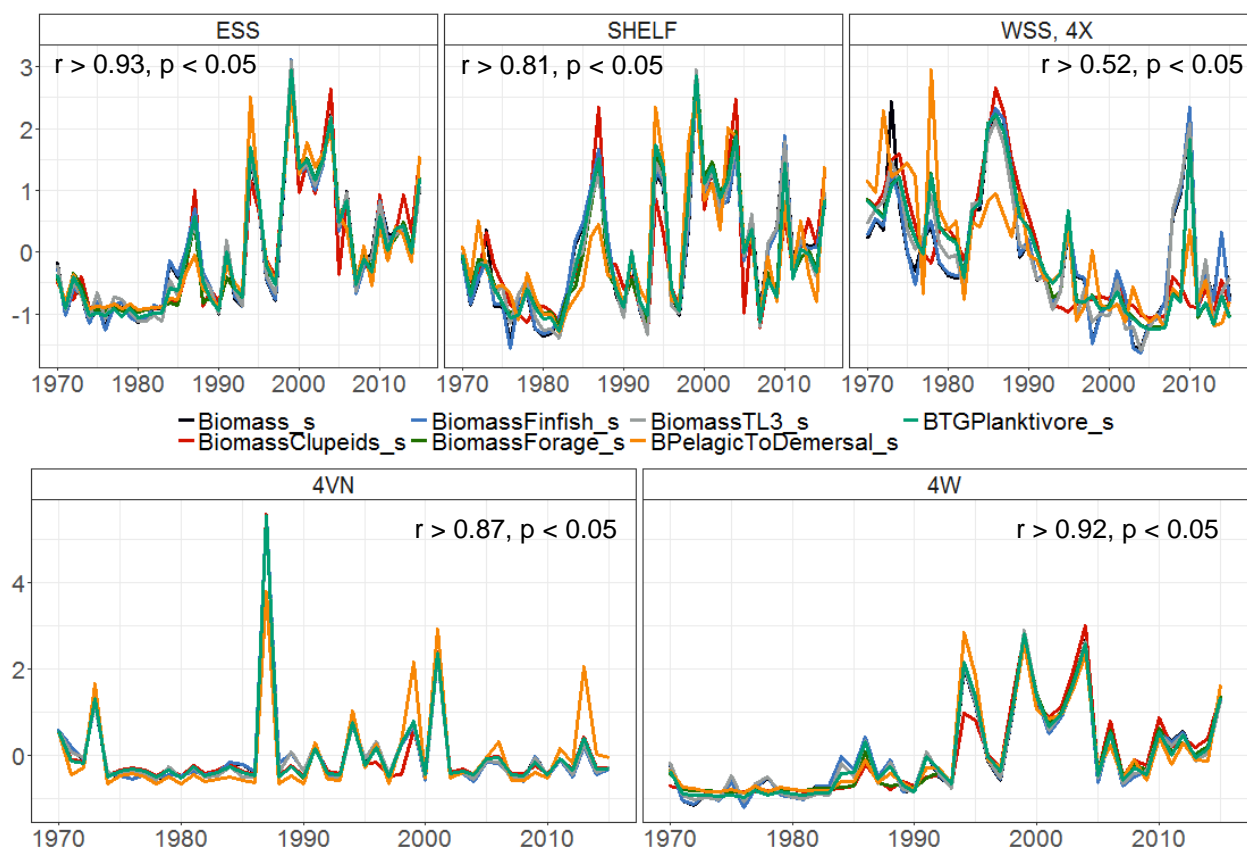 ESS SHELF WSS, 4X
r > 0.93, p < 0.05 r > 0.81, p < 0.05 r > 0.52, p < 0.05
3
2
1
0
-1
1970 1980 1990 2000 2010 1970 1980 1990 2000 2010 1970 1980 1990 2000 2010
Biomass_s BiomassFinfish_s BiomassTL3_s BTGPlanktivore_s
BiomassClupeids_s BiomassForage_s BPelagicToDemersal_s
4VN 4W
r > 0.87, p < 0.05 r > 0.92, p < 0.05
4
2
0
1970 1980 1990 2000 2010 1970 1980 1990 2000 2010